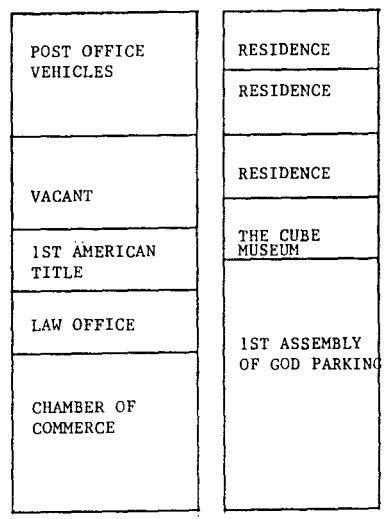 POST OFFICE
VEHICLES
VACANT
1ST AMERICAN
TITLE
LAW OFFICE
CHAMBER OF
COMMERCE
RESIDENCE
RESIDENCE
RESIDENCE
THE CUBE
MUSEUM
1ST ASSEMBLY
OF GOD PARKING